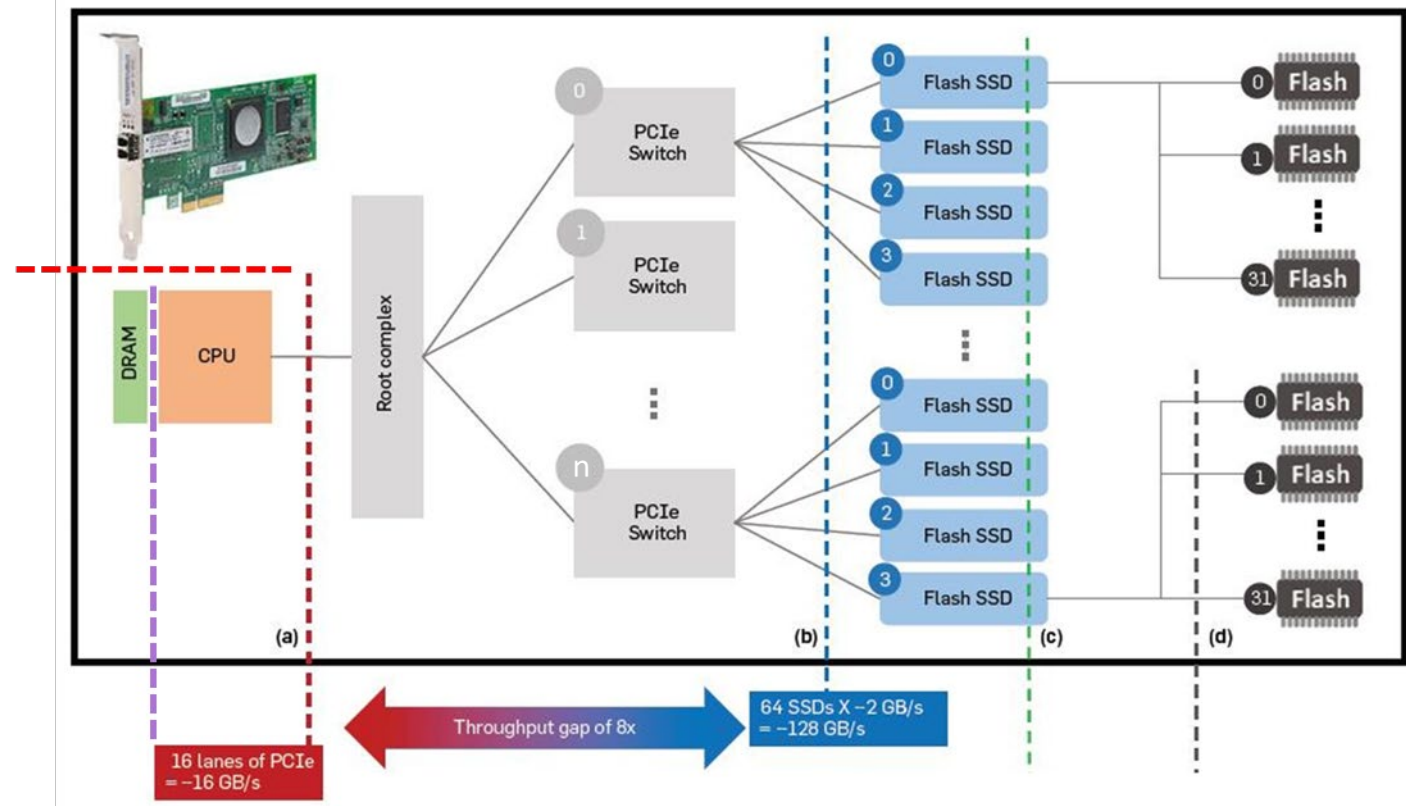 0
PCIe
Switch
1
PCIe
Switch
n
PCIe
Switch
DRAM
CPU
Root complex
0
Flash SSD
1
Flash SSD
2
Flash SSD
3
Flash SSD
0
Flash SSD
1
Flash SSD
2
Flash SSD
3
Flash SSD
0 Flash
1 Flash
31 Flash
0 Flash
1 Flash
31 Flash
(a)
(b)
(c)
(d)
Throughput gap of 8x
16 lanes of PCIe
= ~16 GB/s
64 SSDs X ~2 GB/s
= ~128 GB/s